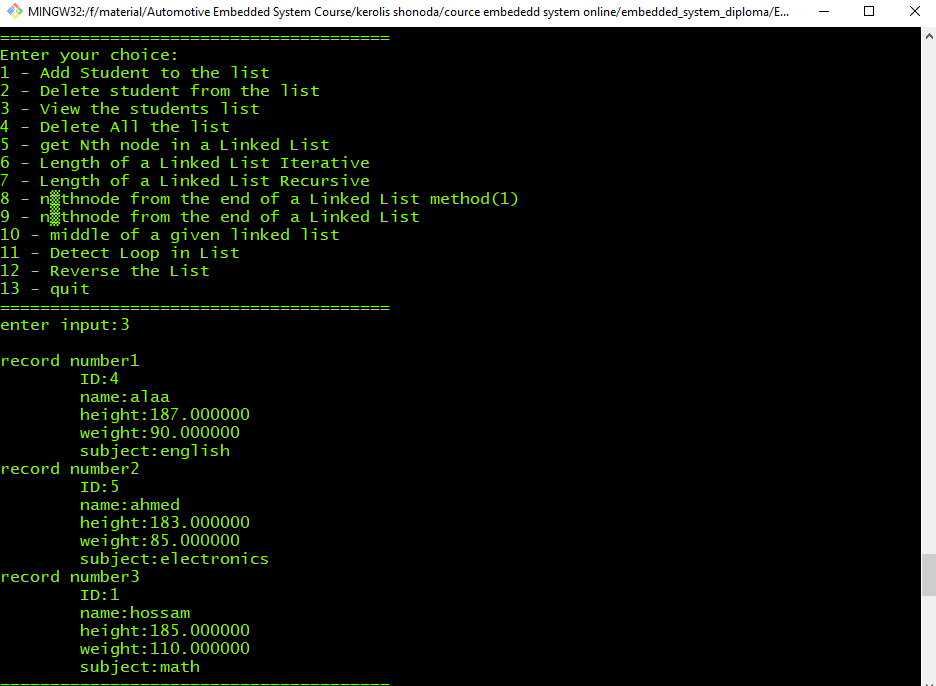 MINGW32:/f/material/Automotive Embedded System Course/kerolis shonoda/cource embededd system online/embedded_system_diploma/E...
=======================================
Enter your choice:
1 - Add Student to the list
2 - Delete student from the list
3 - View the students list
4 - Delete All the list
5 - get Nth node in a Linked List
6 - Length of a Linked List Iterative
7 - Length of a Linked List Recursive
8 - n▒thnode from the end of a Linked List method(1)
9 - n▒thnode from the end of a Linked List
10 - middle of a given linked list
11 - Detect Loop in List
12 - Reverse the List
13 - quit
=======================================
enter input:3
record number1
ID:4
name:alaa
height:187.000000
weight:90.000000
subject:english
record number2
ID:5
name:ahmed
height:183.000000
weight:85.000000
subject:electronics
record number3
ID:1
name:hossam
height:185.000000
weight:110.000000
subject:math
=======================================